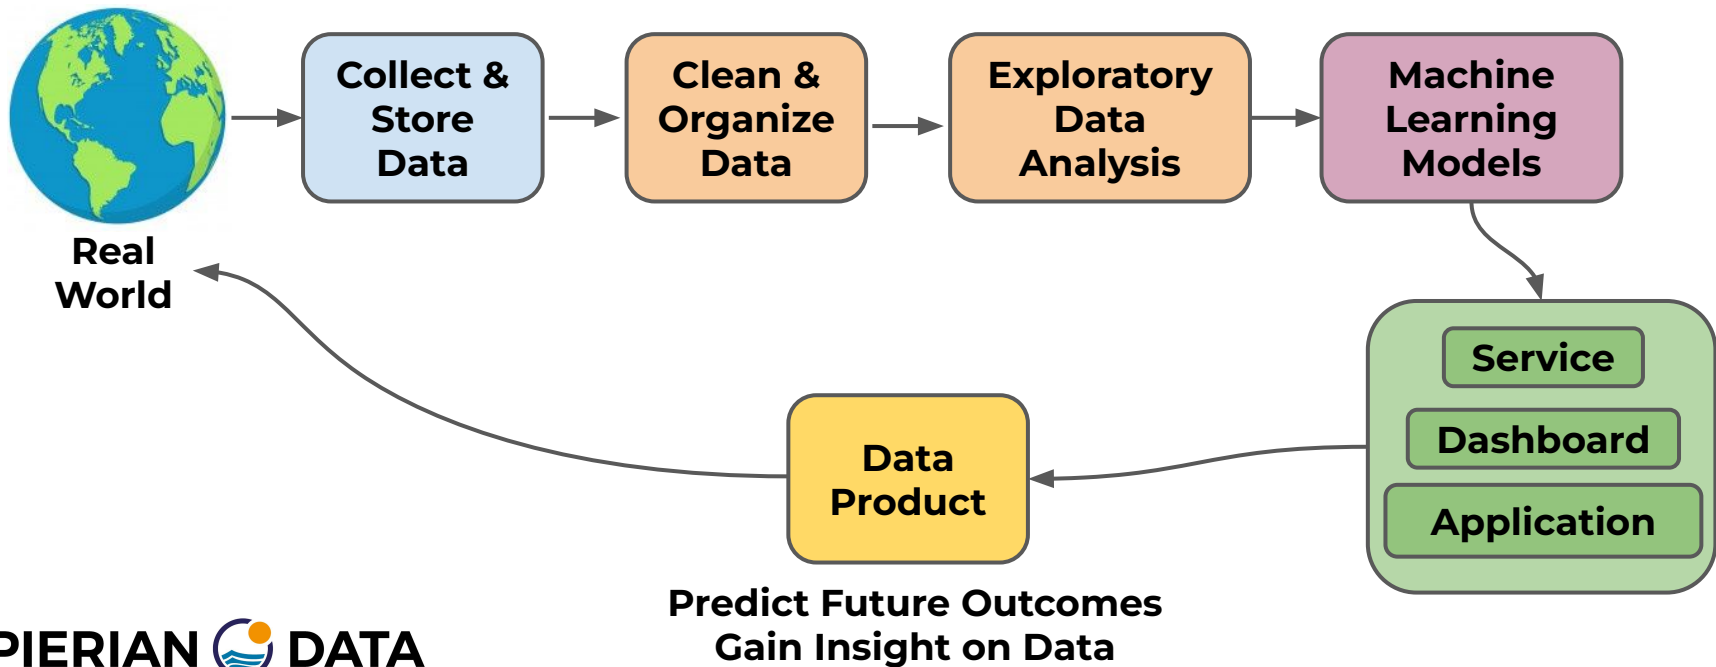 Collect &
Store
Data
Clean &
Organize
Data
Exploratory
Data
Analysis
Machine
Learning
Models
Real
World
Service
Dashboard
Application
Data
Product
Predict Future Outcomes
Gain Insight on Data
PIERIAN DATA